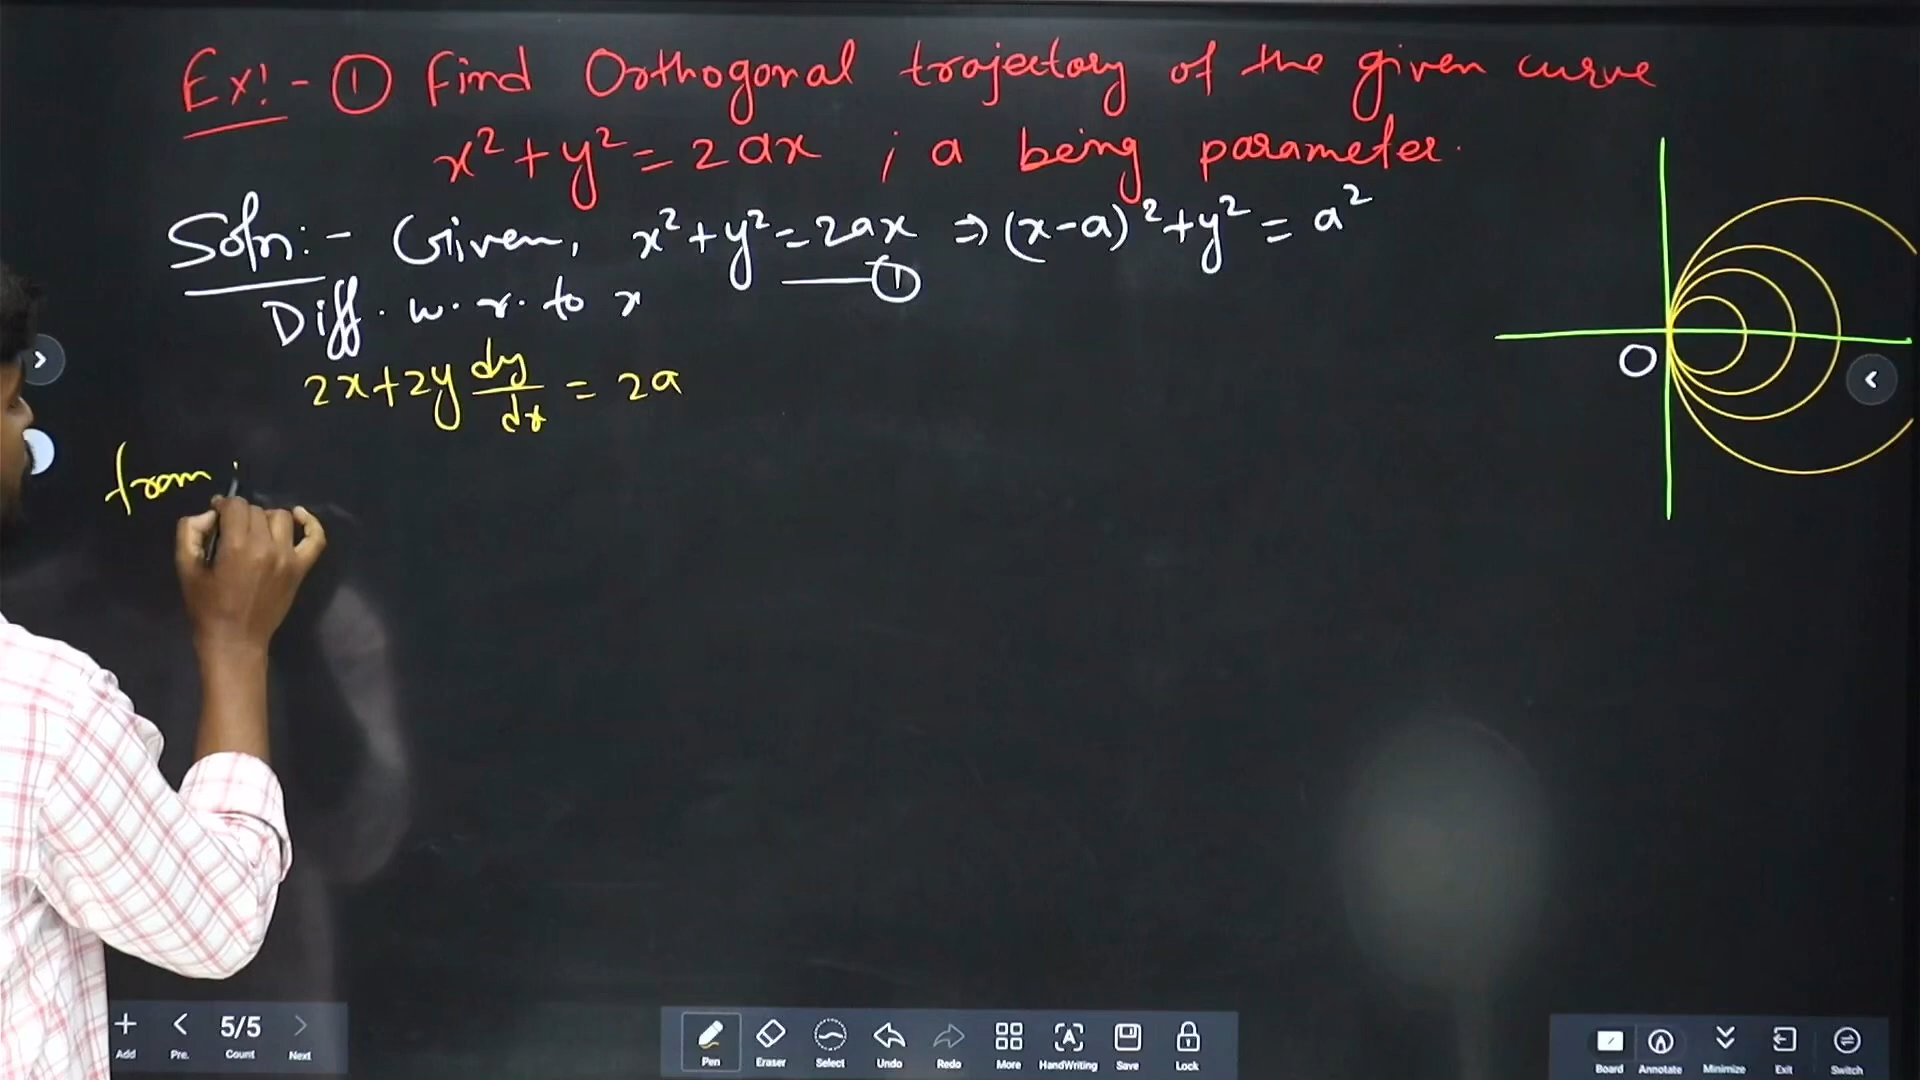 Ex! - ① Find Orthogonal trajectory of the given curve
x² + y² = 2ax ; a being parameter.
Soln: - Given, x² + y² = 2ax ⇒ (x-a)² + y² = a²
①
Diff. w.r. to x
2x + 2y dy/dx = 2a
from
O
Add Pre. 5/5 Count Next
Pen Eraser Select Undo Redo More HandWriting Save Lock
Board Annotate Minimize Exit Switch